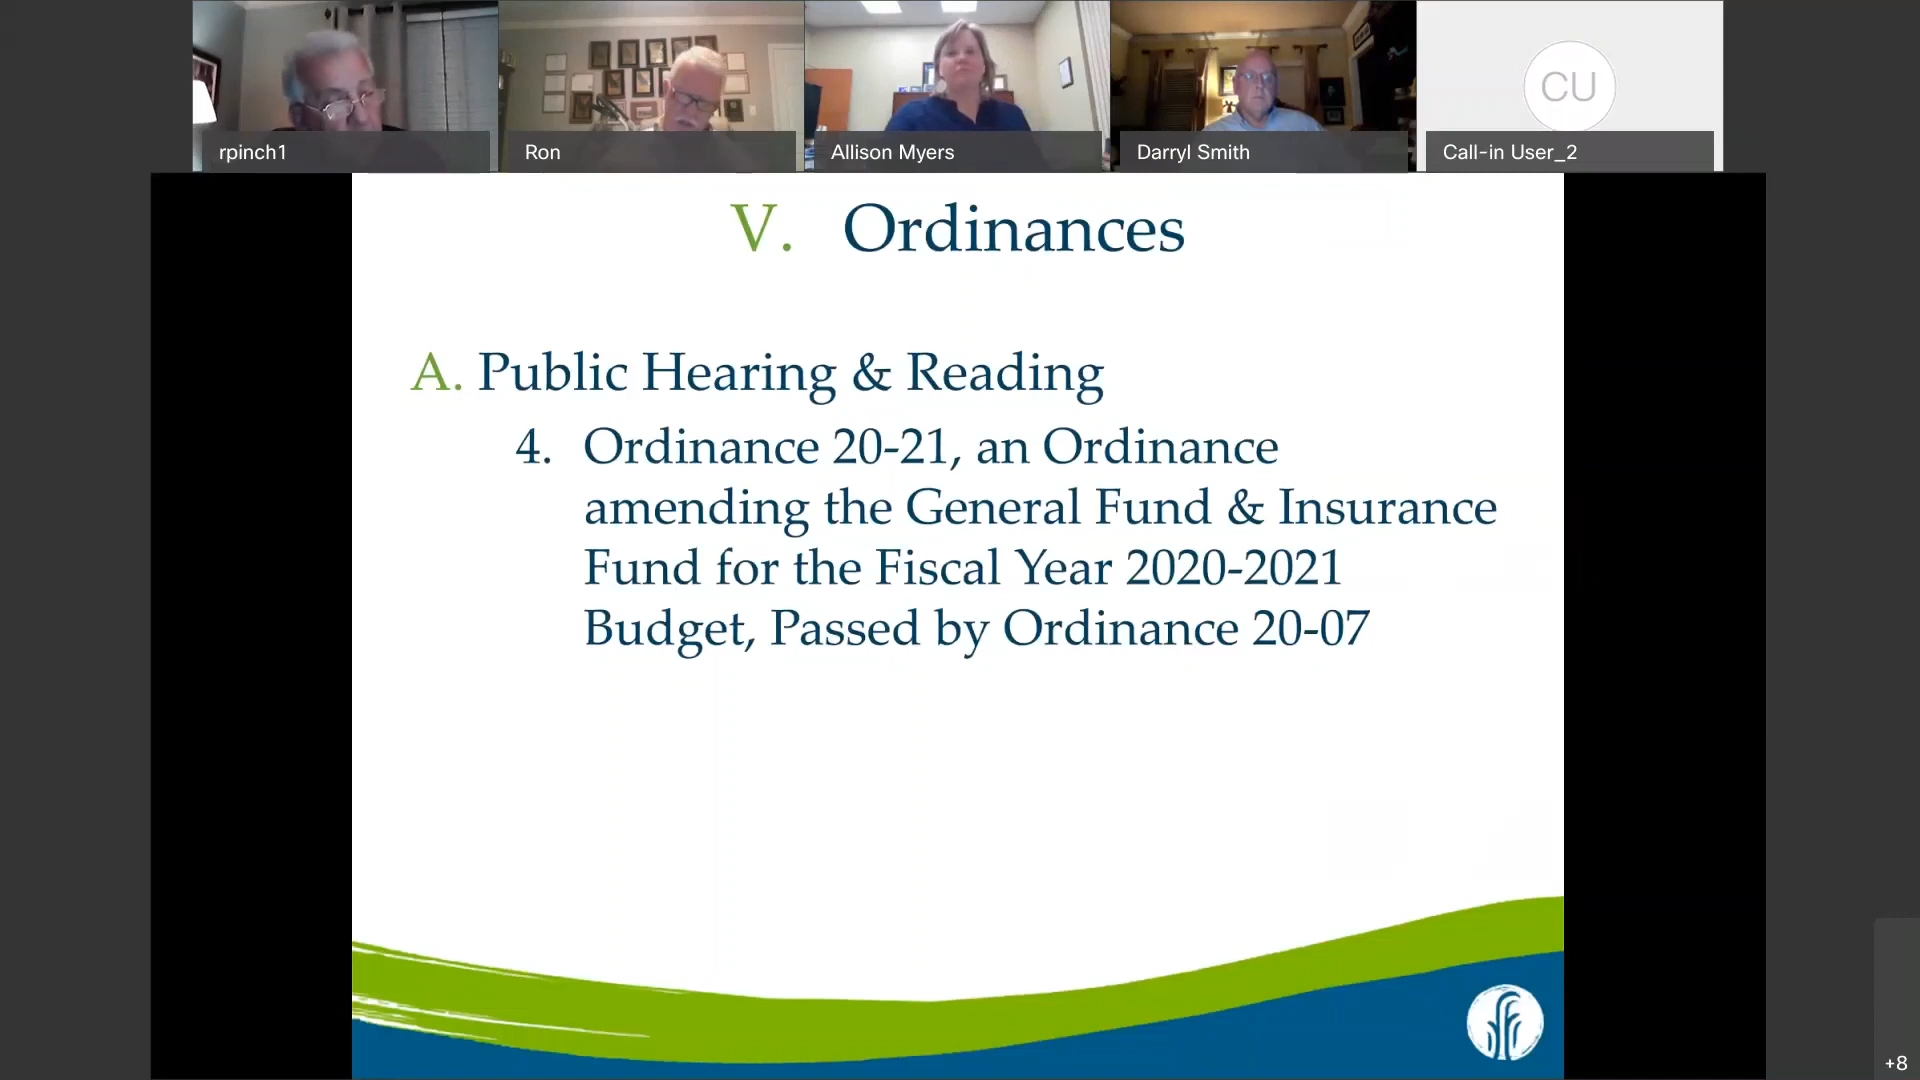 rpinch1
Ron
Allison Myers
Darryl Smith
CU
Call-in User_2
V. Ordinances
A. Public Hearing & Reading
4. Ordinance 20-21, an Ordinance
amending the General Fund & Insurance
Fund for the Fiscal Year 2020-2021
Budget, Passed by Ordinance 20-07
+8